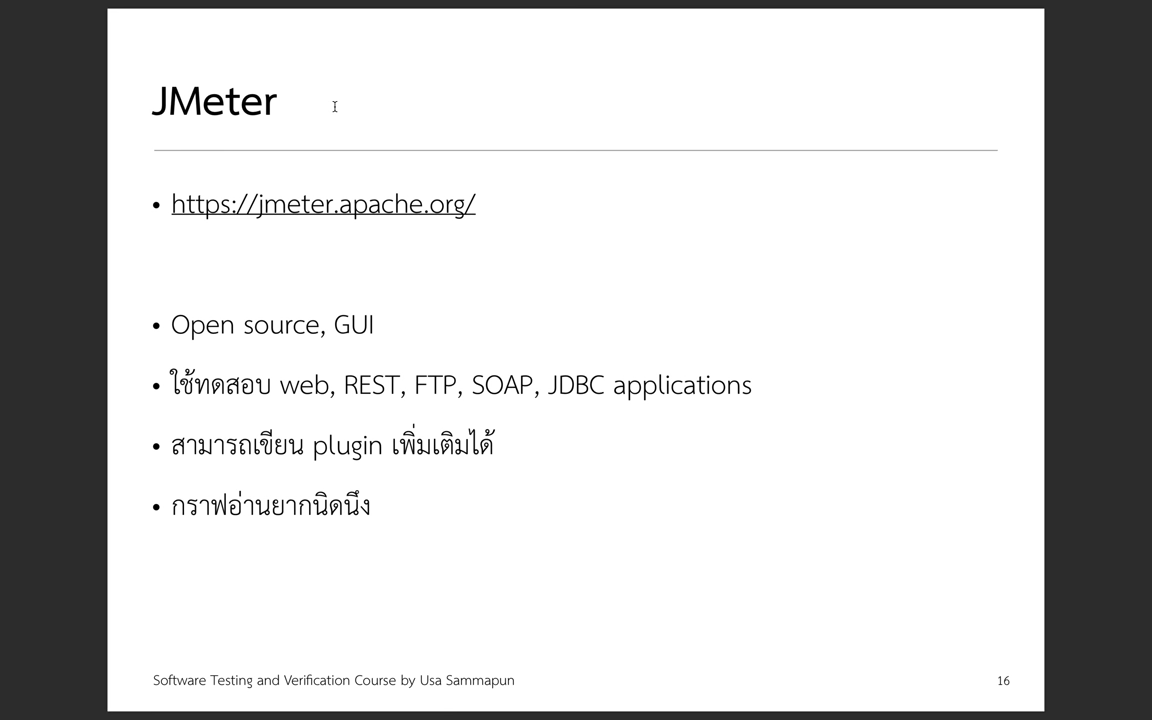 JMeter
• https://jmeter.apache.org/
• Open source, GUI
• ใช้ทดสอบ web, REST, FTP, SOAP, JDBC applications
• สามารถเขียน plugin เพิ่มเติมได้
• กราฟอ่านยากนิดนึง
Software Testing and Verification Course by Usa Sammapun
16